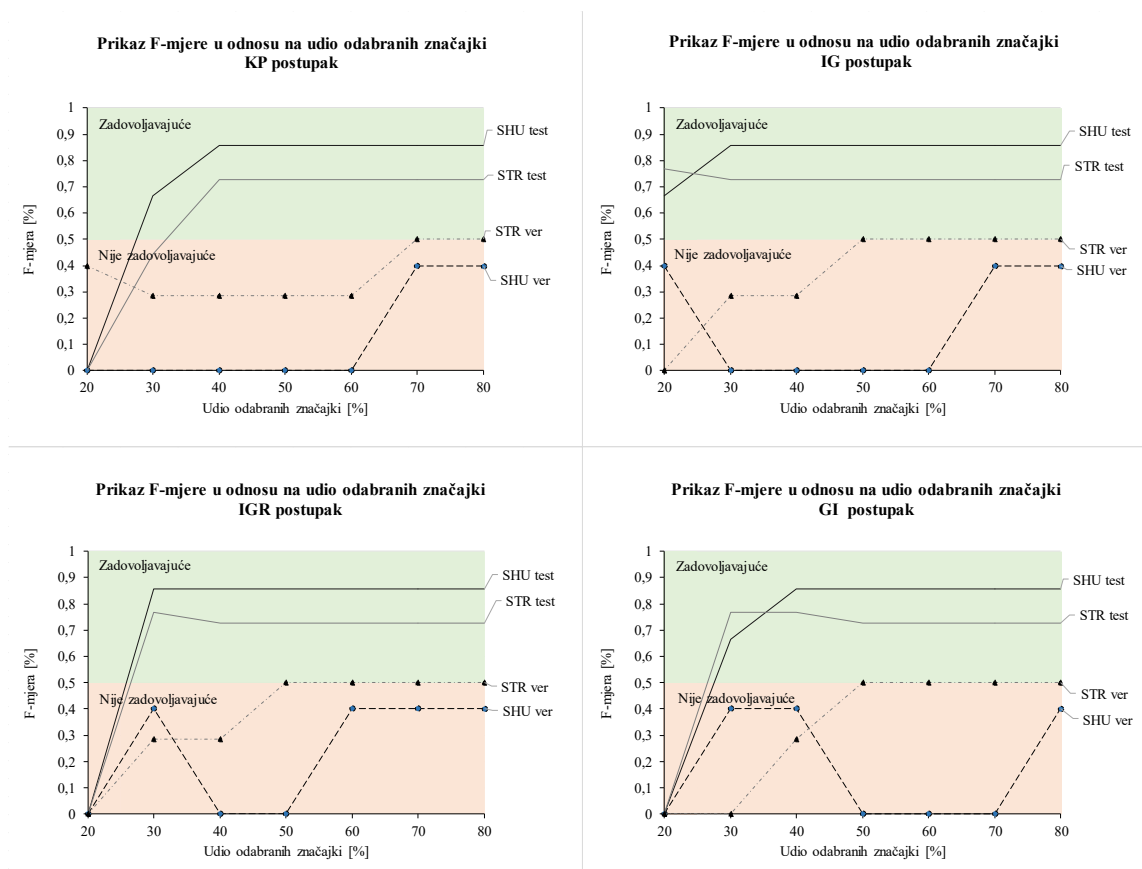 Prikaz F-mjere u odnosu na udio odabranih značajki
KP postupak
F-mjera [%]
1
0,9
0,8
0,7
0,6
0,5
0,4
0,3
0,2
0,1
0
Zadovoljavajuće
Nije zadovoljavajuće
SHU test
STR test
STR ver
SHU ver
20 30 40 50 60 70 80
Udio odabranih značajki [%]
Prikaz F-mjere u odnosu na udio odabranih značajki
IG postupak
F-mjera [%]
1
0,9
0,8
0,7
0,6
0,5
0,4
0,3
0,2
0,1
0
Zadovoljavajuće
Nije zadovoljavajuće
SHU test
STR test
STR ver
SHU ver
20 30 40 50 60 70 80
Udio odabranih značajki [%]
Prikaz F-mjere u odnosu na udio odabranih značajki
IGR postupak
F-mjera [%]
1
0,9
0,8
0,7
0,6
0,5
0,4
0,3
0,2
0,1
0
Zadovoljavajuće
Nije zadovoljavajuće
SHU test
STR test
STR ver
SHU ver
20 30 40 50 60 70 80
Udio odabranih značajki [%]
Prikaz F-mjere u odnosu na udio odabranih značajki
GI postupak
F-mjera [%]
1
0,9
0,8
0,7
0,6
0,5
0,4
0,3
0,2
0,1
0
Zadovoljavajuće
Nije zadovoljavajuće
SHU test
STR test
STR ver
SHU ver
20 30 40 50 60 70 80
Udio odabranih značajki [%]